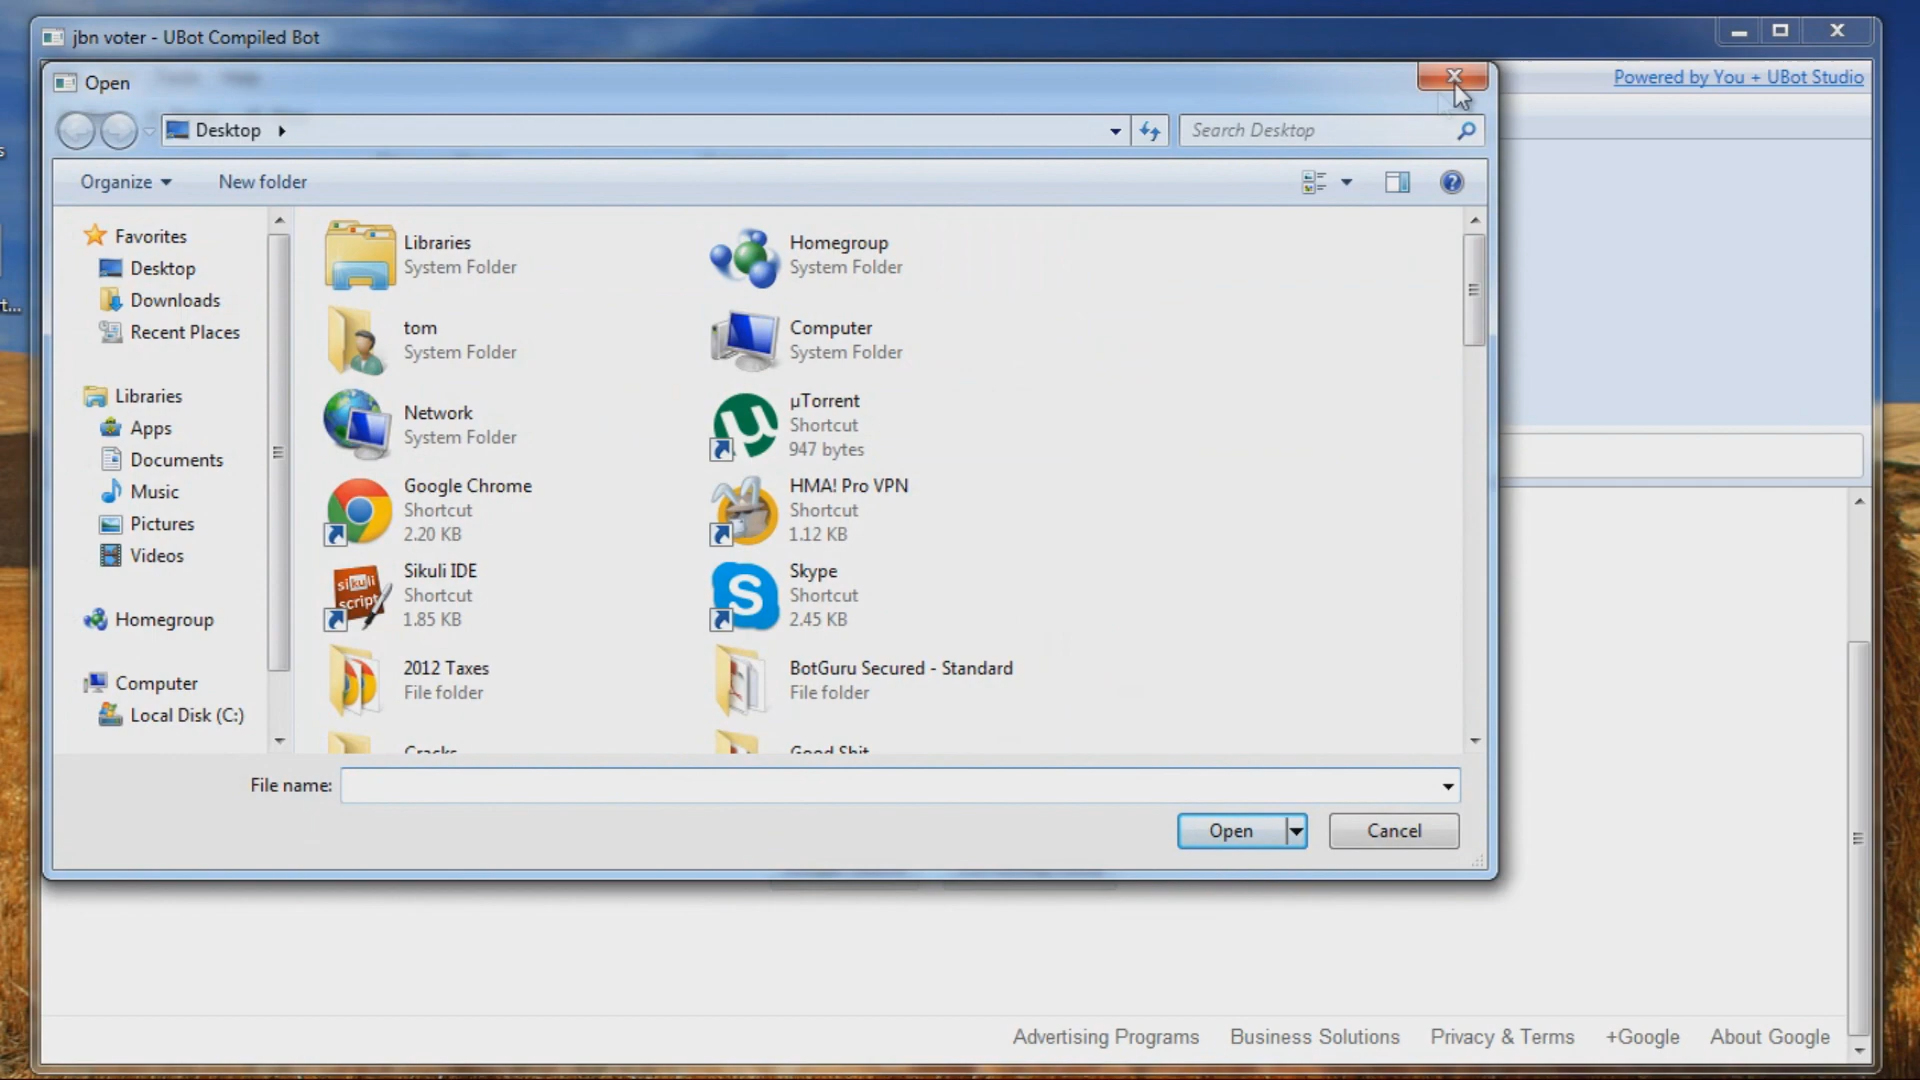 jbn voter - UBot Compiled Bot
Powered by You + UBot Studio
Open
Desktop
Search Desktop
Organize
New folder
Favorites
Desktop
Downloads
Recent Places
Libraries
Apps
Documents
Music
Pictures
Videos
Homegroup
Computer
Local Disk (C:)
Libraries
System Folder
Homegroup
System Folder
tom
System Folder
Computer
System Folder
Network
System Folder
µTorrent
Shortcut
947 bytes
Google Chrome
Shortcut
2.20 KB
HMA! Pro VPN
Shortcut
1.12 KB
sikuli
script
Sikuli IDE
Shortcut
1.85 KB
Skype
Shortcut
2.45 KB
2012 Taxes
File folder
BotGuru Secured - Standard
File folder
Cracks
Good Shit
File name:
Open
Cancel
Advertising Programs
Business Solutions
Privacy & Terms
+Google
About Google